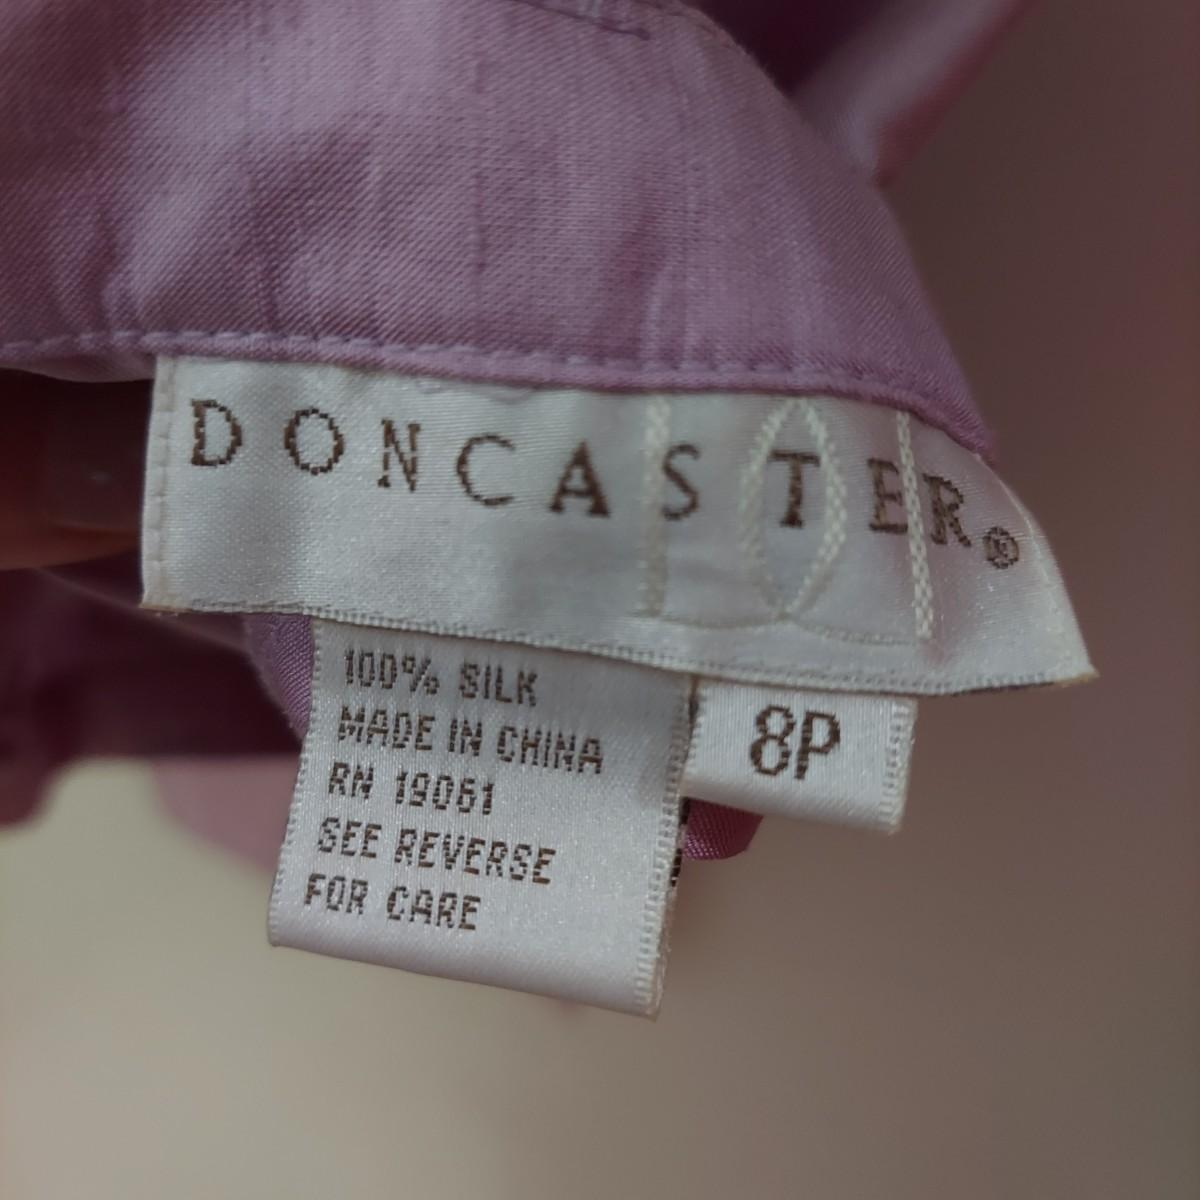 DONCASTER®
100% SILK
MADE IN CHINA
RN 19061
SEE REVERSE
FOR CARE
8P